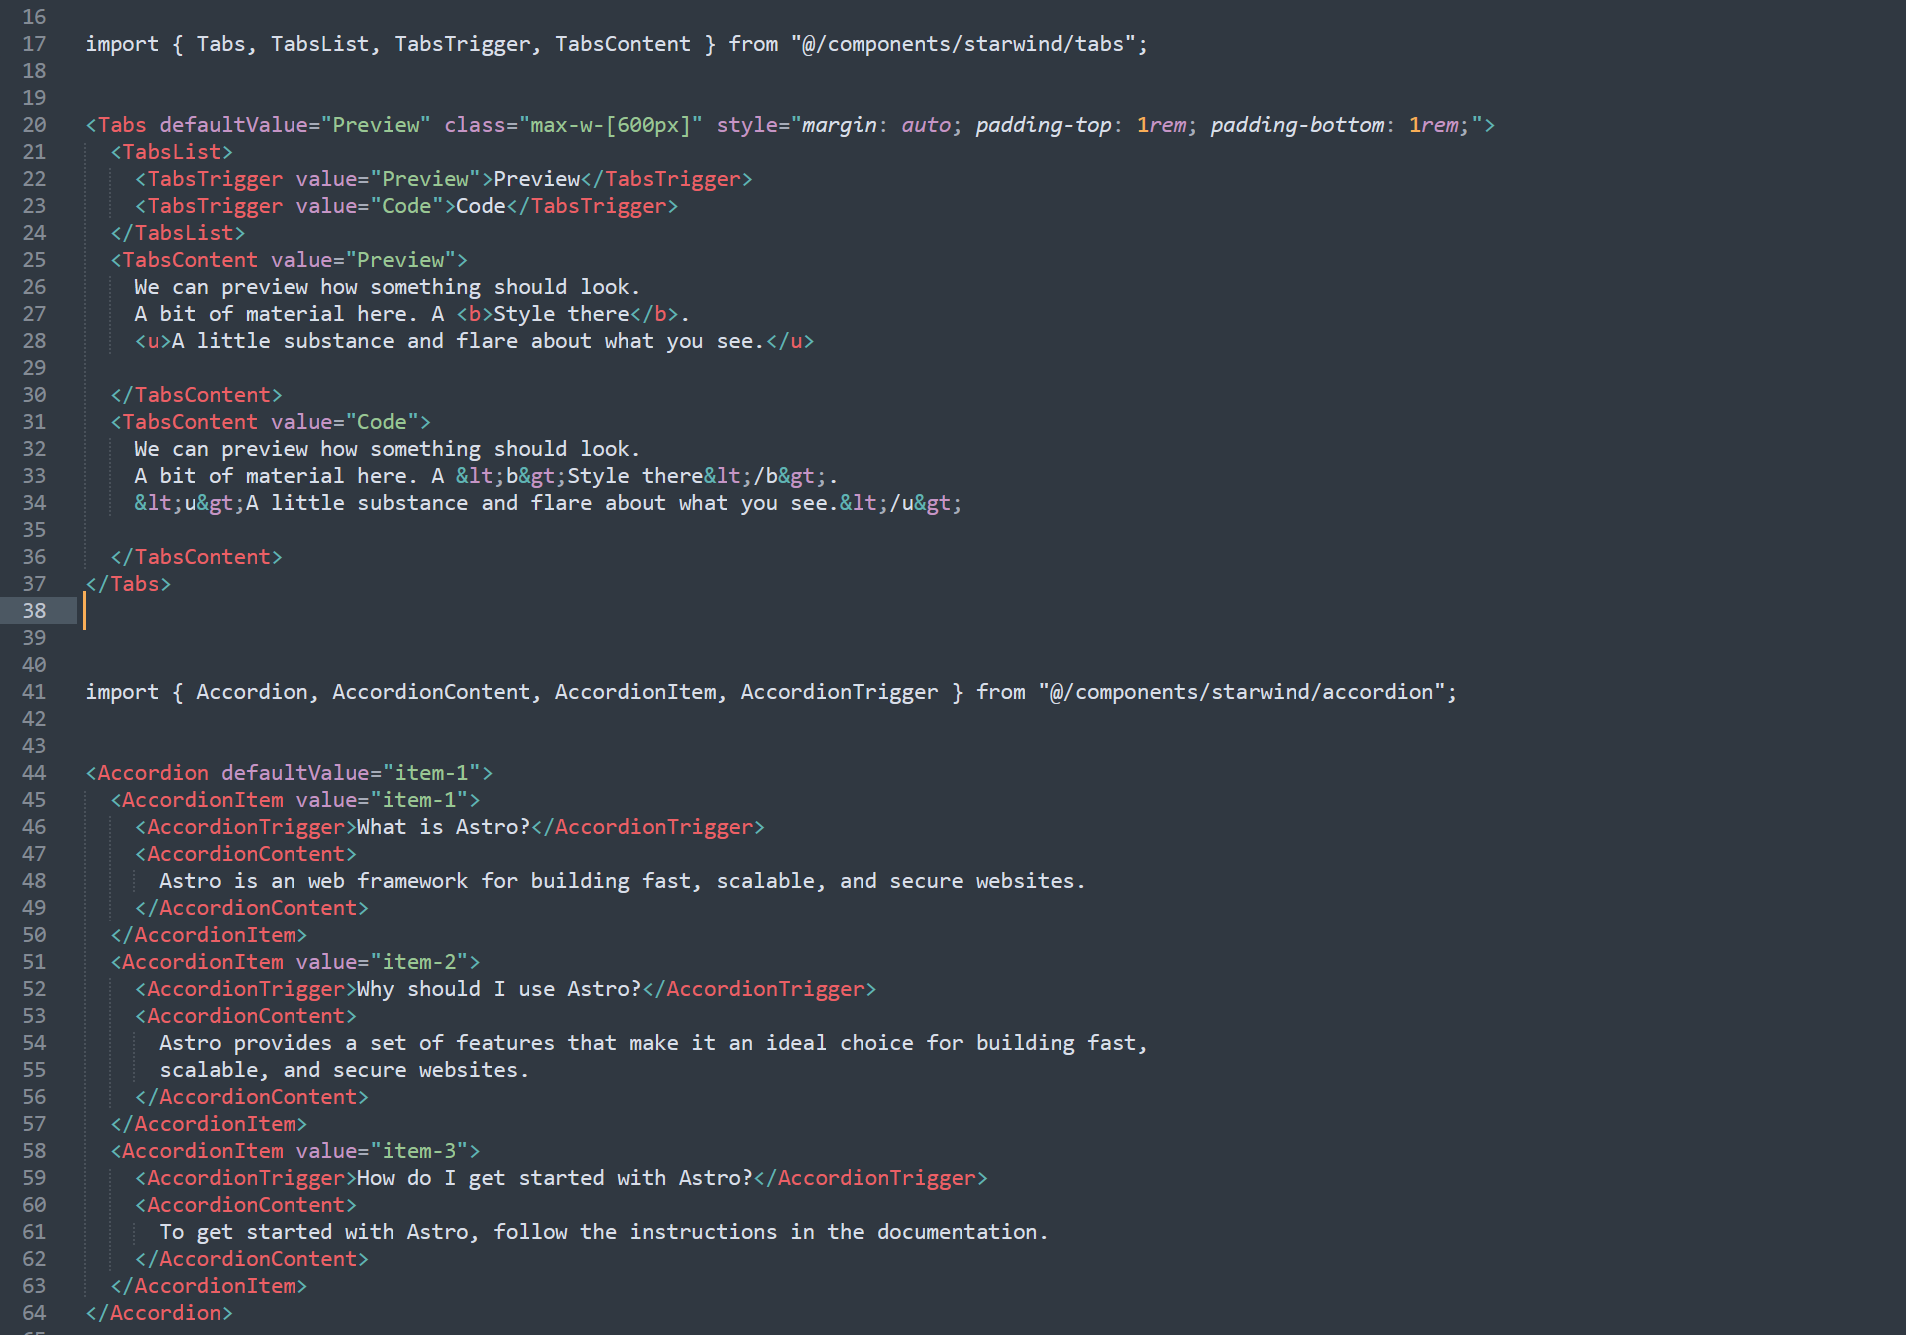 16
17 import { Tabs, TabsList, TabsTrigger, TabsContent } from "@/components/starwind/tabs";
18
19
20 <Tabs defaultValue="Preview" class="max-w-[600px]" style="margin: auto; padding-top: 1rem; padding-bottom: 1rem;">
21   <TabsList>
22     <TabsTrigger value="Preview">Preview</TabsTrigger>
23     <TabsTrigger value="Code">Code</TabsTrigger>
24   </TabsList>
25   <TabsContent value="Preview">
26     We can preview how something should look.
27     A bit of material here. A <b>Style there</b>.
28     <u>A little substance and flare about what you see.</u>
29
30   </TabsContent>
31   <TabsContent value="Code">
32     We can preview how something should look.
33     A bit of material here. A &lt;b&gt;Style there&lt;/b&gt;.
34     &lt;u&gt;A little substance and flare about what you see.&lt;/u&gt;
35
36   </TabsContent>
37 </Tabs>
38
39
40
41 import { Accordion, AccordionContent, AccordionItem, AccordionTrigger } from "@/components/starwind/accordion";
42
43
44 <Accordion defaultValue="item-1">
45   <AccordionItem value="item-1">
46     <AccordionTrigger>What is Astro?</AccordionTrigger>
47     <AccordionContent>
48       Astro is an web framework for building fast, scalable, and secure websites.
49     </AccordionContent>
50   </AccordionItem>
51   <AccordionItem value="item-2">
52     <AccordionTrigger>Why should I use Astro?</AccordionTrigger>
53     <AccordionContent>
54       Astro provides a set of features that make it an ideal choice for building fast,
55       scalable, and secure websites.
56     </AccordionContent>
57   </AccordionItem>
58   <AccordionItem value="item-3">
59     <AccordionTrigger>How do I get started with Astro?</AccordionTrigger>
60     <AccordionContent>
61       To get started with Astro, follow the instructions in the documentation.
62     </AccordionContent>
63   </AccordionItem>
64 </Accordion>